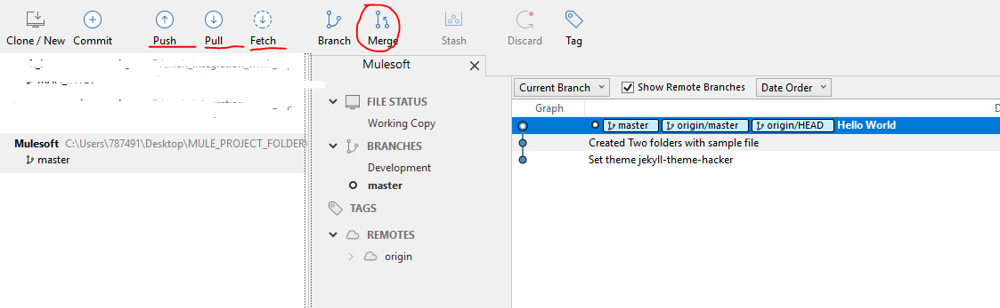 Clone / New Commit Push Pull Fetch Branch Merge Stash Discard Tag
Mulesoft
Mulesoft C:\Users\787491\Desktop\MULE_PROJECT_FOLDER\
master
FILE STATUS
Working Copy
BRANCHES
Development
master
TAGS
REMOTES
origin
Current Branch Show Remote Branches Date Order
Graph D
master origin/master origin/HEAD Hello World
Created Two folders with sample file
Set theme jekyll-theme-hacker